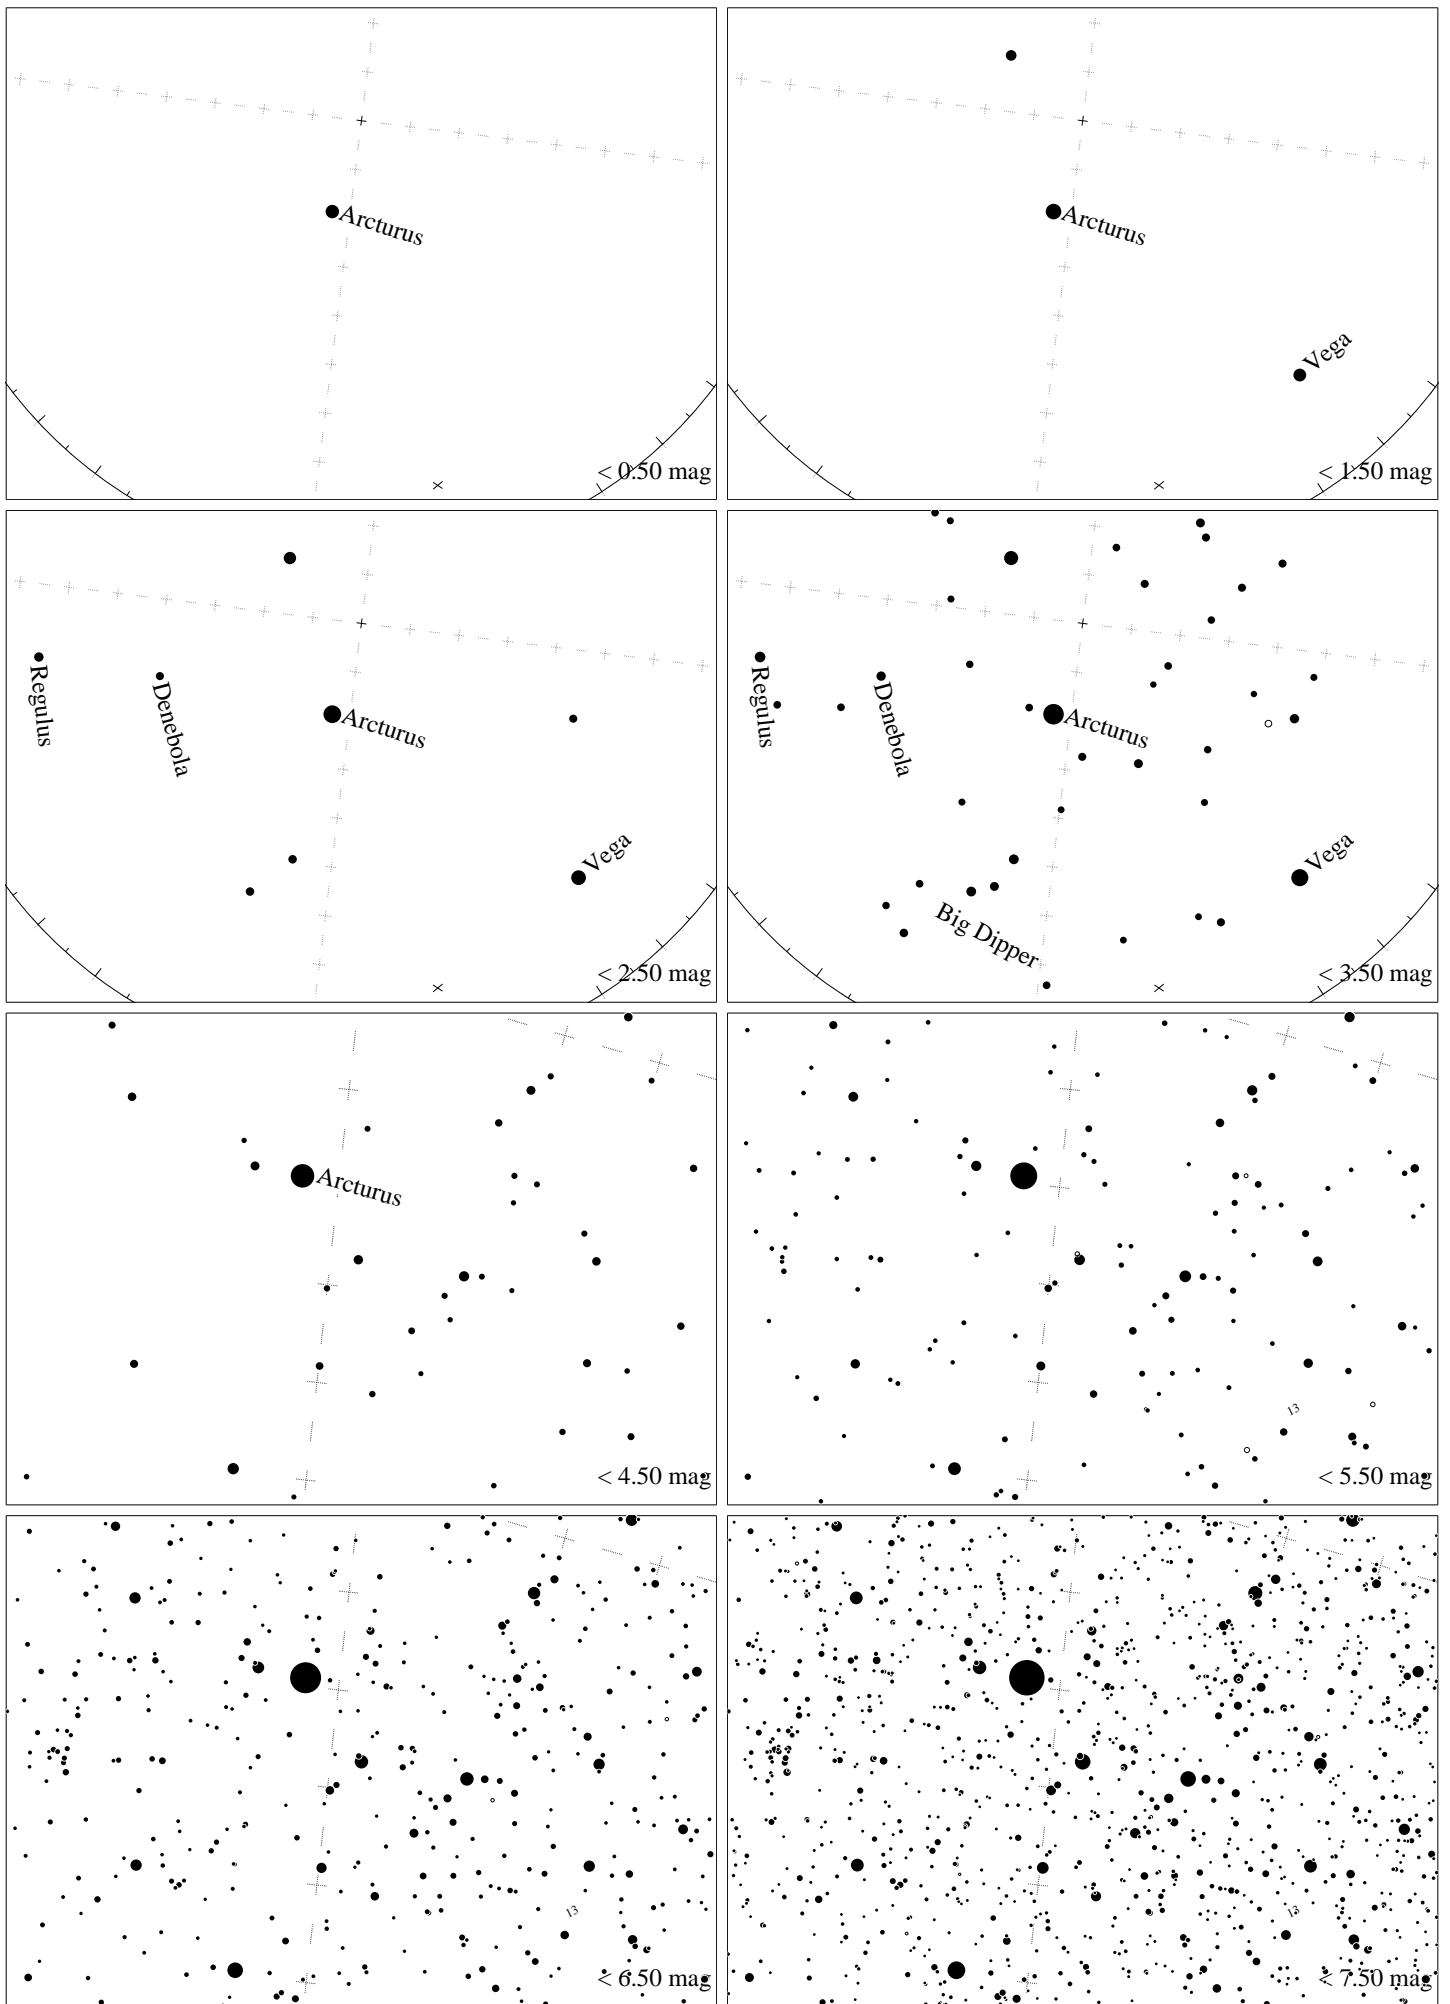 Arcturus
< 0.50 mag
Arcturus
Vega
< 1.50 mag
Regulus
Denebola
Arcturus
Vega
< 2.50 mag
Regulus
Denebola
Arcturus
Vega
Big Dipper
< 3.50 mag
Arcturus
< 4.50 mag
13
< 5.50 mag
13
< 6.50 mag
13
< 7.50 mag